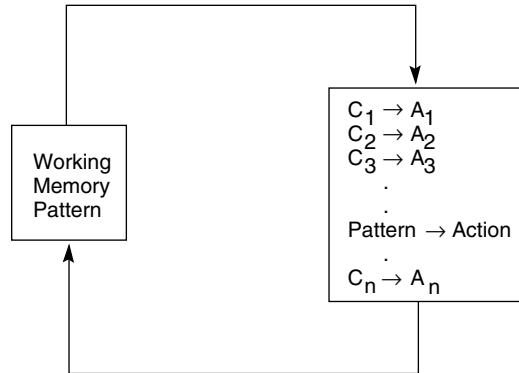 Working
Memory
Pattern
C1 → A1
C2 → A2
C3 → A3
.
.
Pattern → Action
.
Cn → An